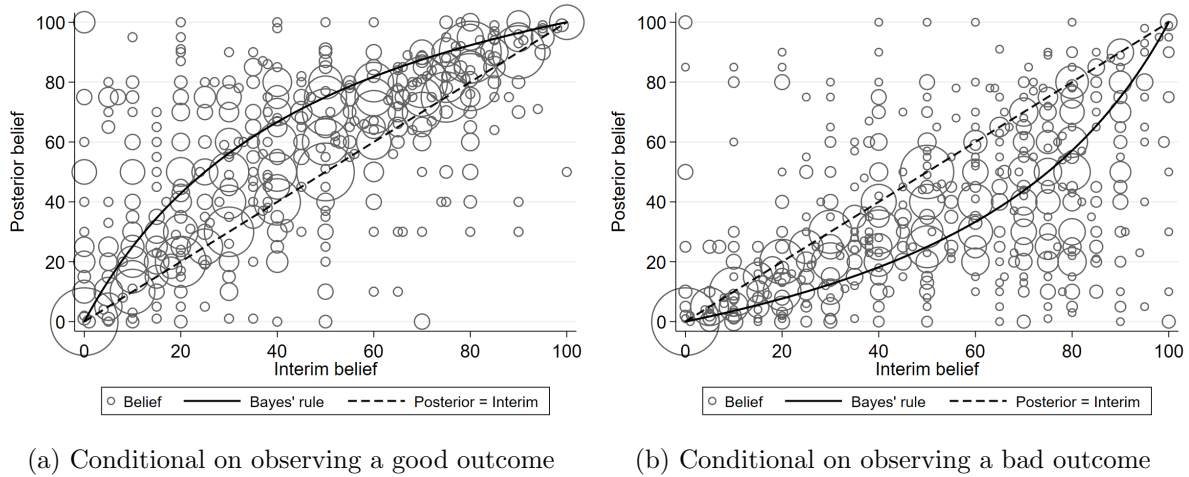 100
80
60
40
20
0
Posterior belief
0 20 40 60 80 100
Interim belief
Belief Bayes' rule Posterior = Interim
(a) Conditional on observing a good outcome
100
80
60
40
20
0
Posterior belief
0 20 40 60 80 100
Interim belief
Belief Bayes' rule Posterior = Interim
(b) Conditional on observing a bad outcome